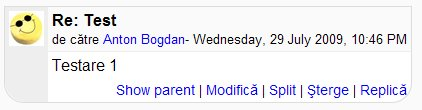 Re: Test
de către Anton Bogdan- Wednesday, 29 July 2009, 10:46 PM
Testare 1
Show parent | Modifică | Split | Şterge | Replică